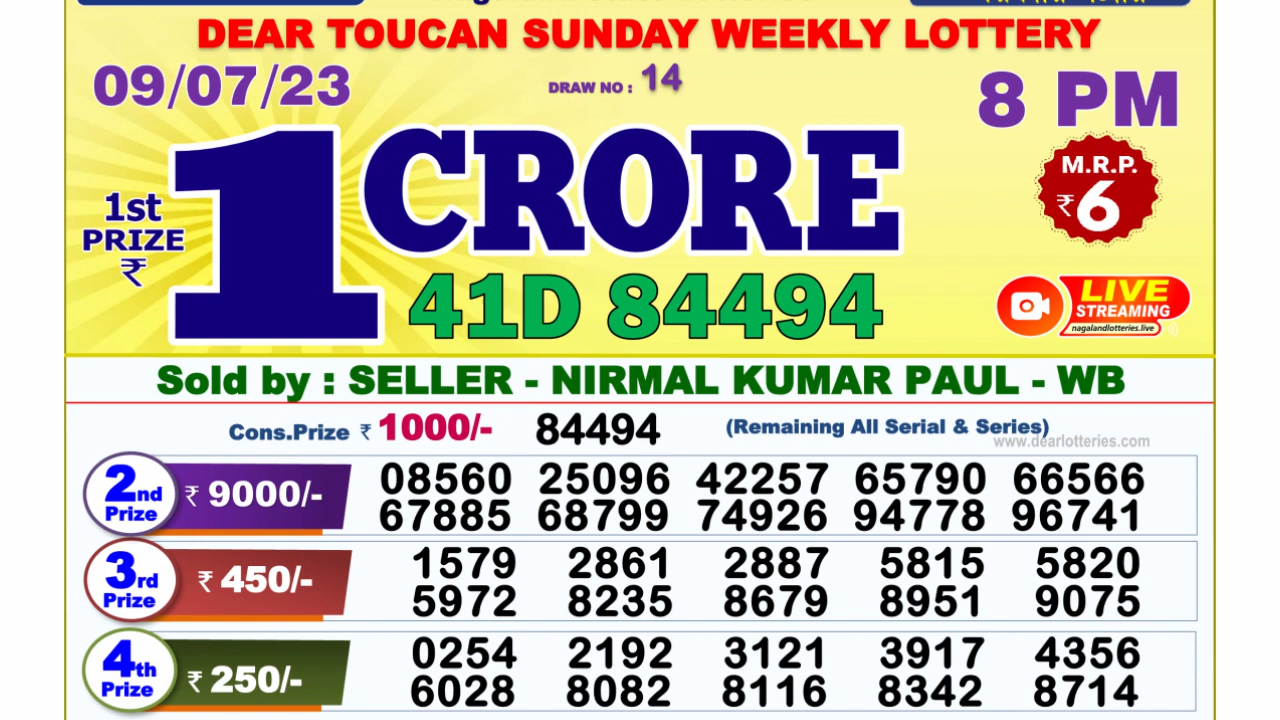 DEAR TOUCAN SUNDAY WEEKLY LOTTERY
09/07/23
DRAW NO : 14
8 PM
M.R.P.
₹6
1st
PRIZE
₹
1 CRORE
41D 84494
LIVE
STREAMING
nagalandlotteries.live
Sold by : SELLER - NIRMAL KUMAR PAUL - WB
Cons.Prize ₹ 1000/- 84494 (Remaining All Serial & Series)
www.dearlotteries.com
2nd Prize ₹ 9000/-
08560 25096 42257 65790 66566
67885 68799 74926 94778 96741
3rd Prize ₹ 450/-
1579 2861 2887 5815 5820
5972 8235 8679 8951 9075
4th Prize ₹ 250/-
0254 2192 3121 3917 4356
6028 8082 8116 8342 8714